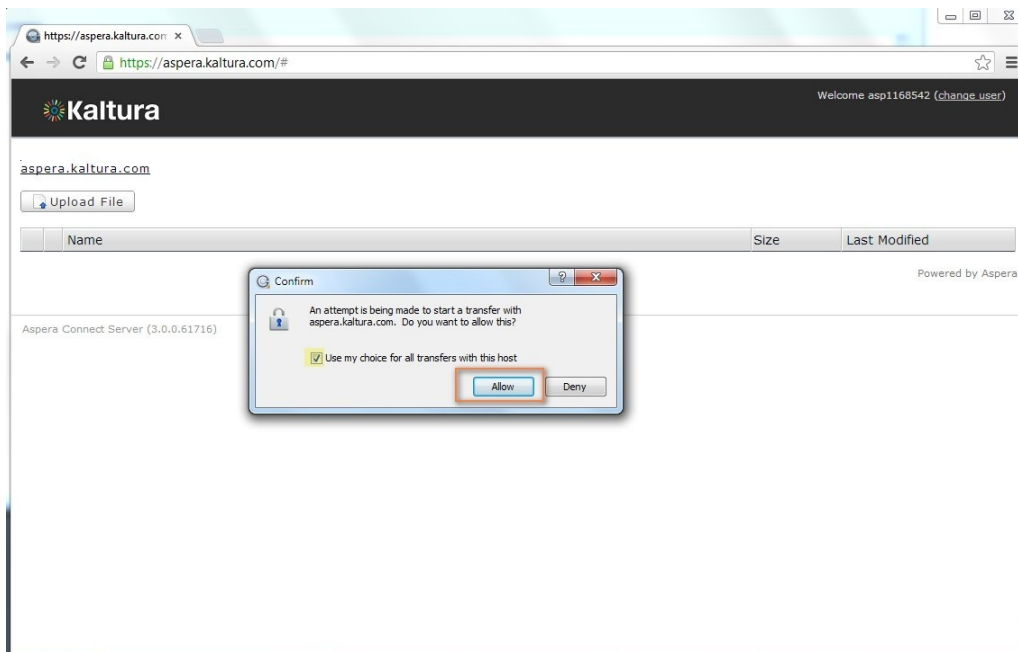 https://aspera.kaltura.com
https://aspera.kaltura.com/#
Kaltura
Welcome asp1168542 (change user)
aspera.kaltura.com
Upload File
Name Size Last Modified
Powered by Aspera
Confirm
An attempt is being made to start a transfer with
aspera.kaltura.com. Do you want to allow this?
Use my choice for all transfers with this host
Allow Deny
Aspera Connect Server (3.0.0.61716)